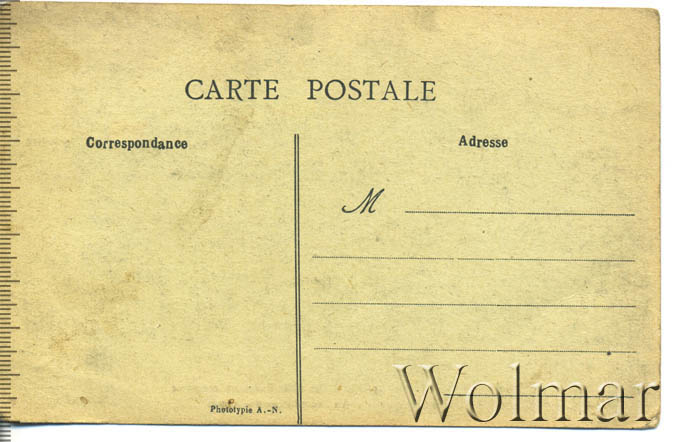 CARTE POSTALE
Correspondance
Adresse
M
Phototypie A.-N.
Wolmar